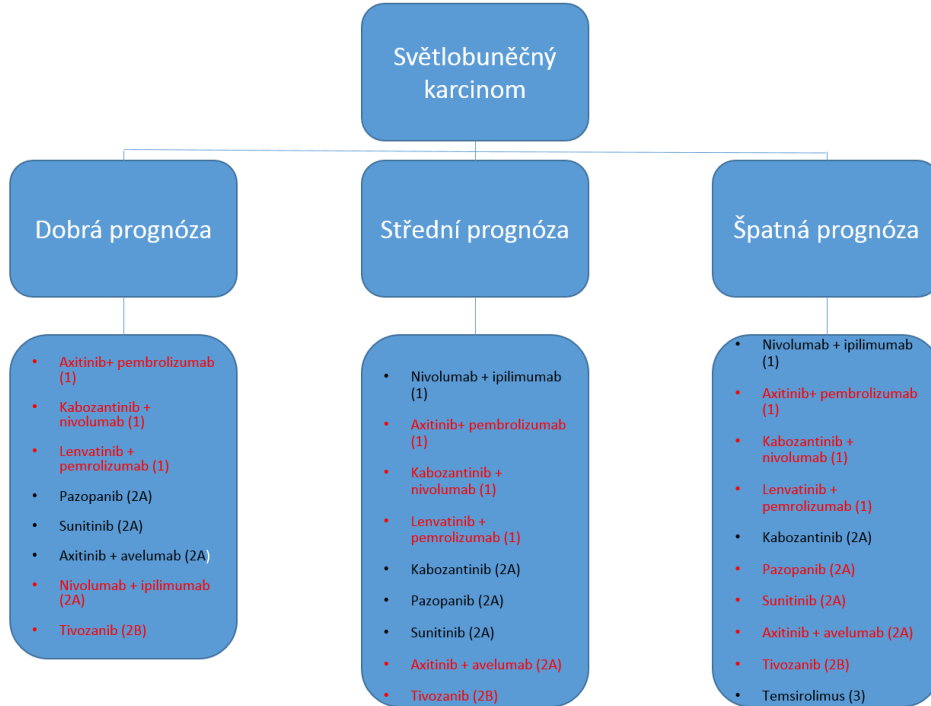 Světlobuněčný
karcinom
Dobrá prognóza
Střední prognóza
Špatná prognóza
• Axitinib+ pembrolizumab
(1)
• Kabozantinib +
nivolumab (1)
• Lenvatinib +
pemrolizumab (1)
• Pazopanib (2A)
• Sunitinib (2A)
• Axitinib + avelumab (2A)
• Nivolumab + ipilimumab
(2A)
• Tivozanib (2B)
• Nivolumab + ipilimumab
(1)
• Axitinib+ pembrolizumab
(1)
• Kabozantinib +
nivolumab (1)
• Lenvatinib +
pemrolizumab (1)
• Kabozantinib (2A)
• Pazopanib (2A)
• Sunitinib (2A)
• Axitinib + avelumab (2A)
• Tivozanib (2B)
• Nivolumab + ipilimumab
(1)
• Axitinib+ pembrolizumab
(1)
• Kabozantinib +
nivolumab (1)
• Lenvatinib +
pemrolizumab (1)
• Kabozantinib (2A)
• Pazopanib (2A)
• Sunitinib (2A)
• Axitinib + avelumab (2A)
• Tivozanib (2B)
• Temsirolimus (3)